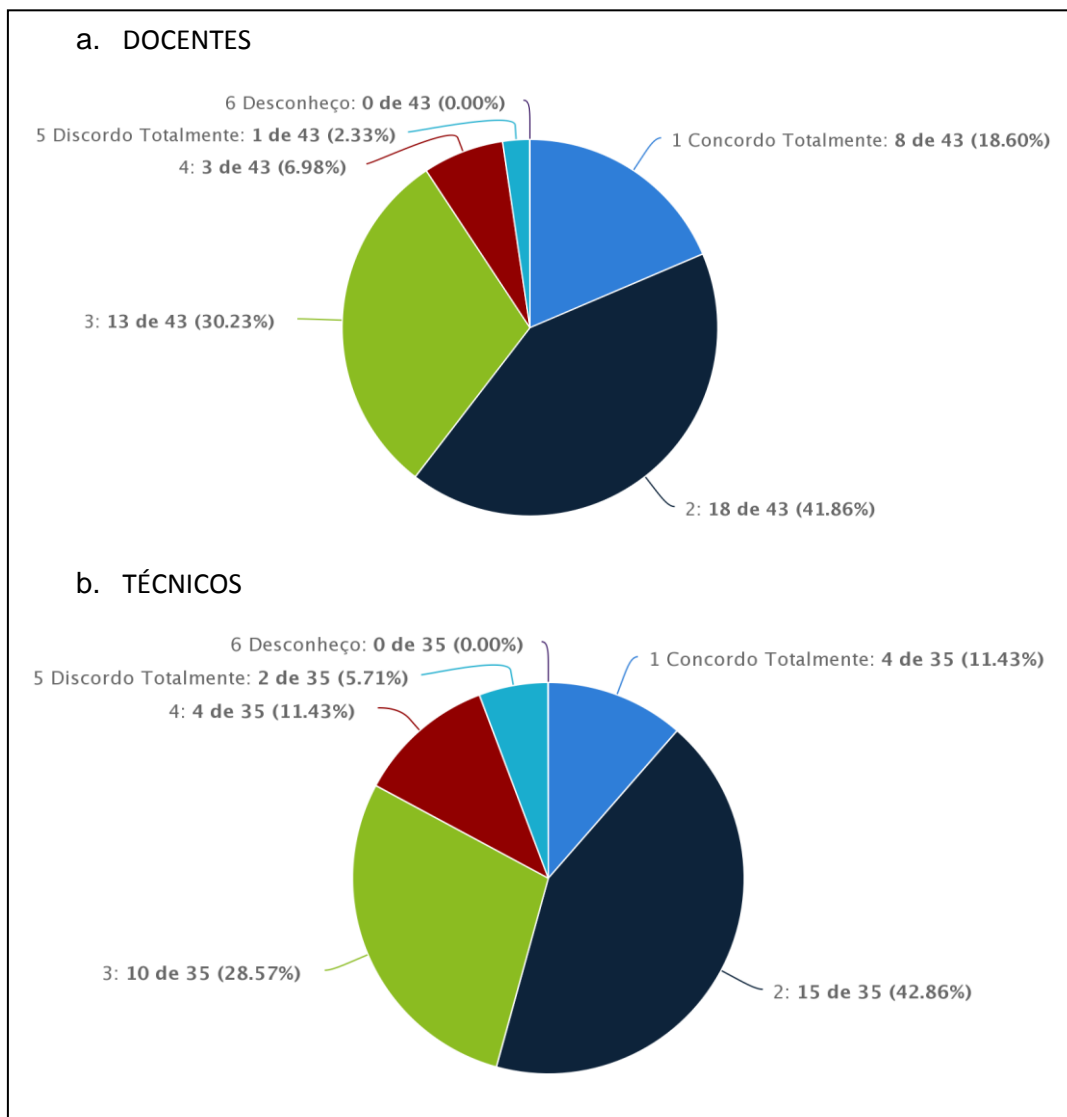 a. DOCENTES
6 Desconheço: 0 de 43 (0.00%)
5 Discordo Totalmente: 1 de 43 (2.33%)
1 Concordo Totalmente: 8 de 43 (18.60%)
4: 3 de 43 (6.98%)
3: 13 de 43 (30.23%)
2: 18 de 43 (41.86%)
b. TÉCNICOS
6 Desconheço: 0 de 35 (0.00%)
1 Concordo Totalmente: 4 de 35 (11.43%)
5 Discordo Totalmente: 2 de 35 (5.71%)
4: 4 de 35 (11.43%)
3: 10 de 35 (28.57%)
2: 15 de 35 (42.86%)